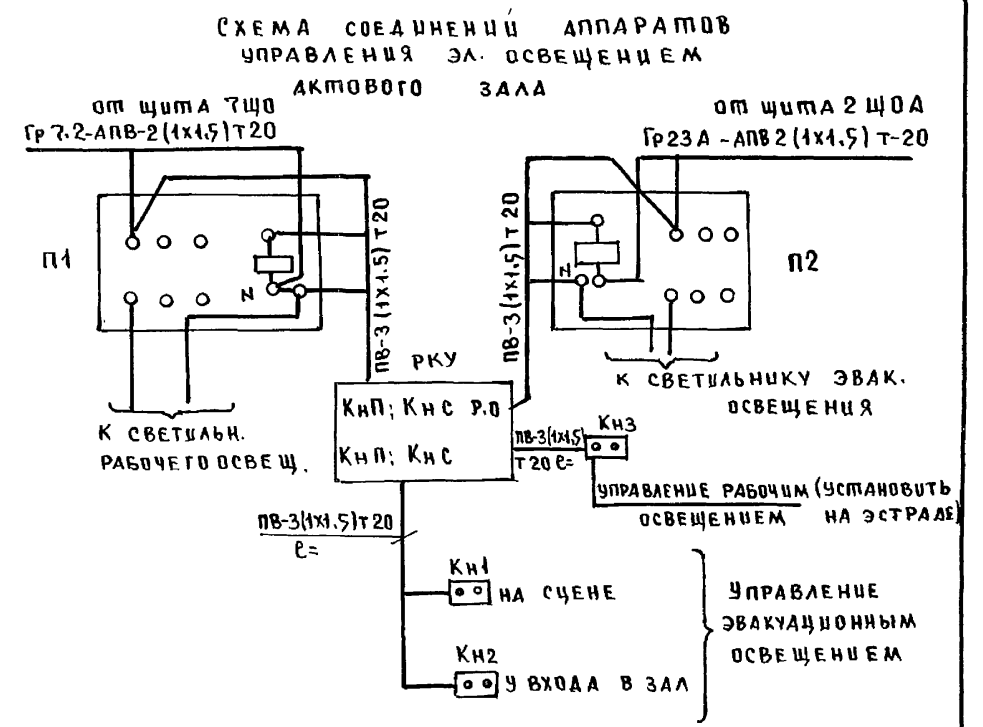 СХЕМА СОЕДИНЕНИЙ АППАРАТОВ
УПРАВЛЕНИЯ ЭЛ. ОСВЕЩЕНИЕМ
АКТОВОГО ЗАЛА
ОТ ЩИТА 7ЩО
Гр 7.2-АПВ-2(1х1.5)Т20
ОТ ЩИТА 2 ЩОА
Гр23А -АПВ2(1х1.5) Т-20
П1
N
ПВ-3(1х1.5) Т20
ПВ-3(1х1.5) Т20
N
П2
РКУ
КнП; КнС Р.О
КнП; КнС
К СВЕТИЛЬН.
РАБОЧЕГО ОСВЕЩ.
К СВЕТИЛЬНИКУ ЭВАК.
ОСВЕЩЕНИЯ
ПВ-3(1х1,5)
Т20 ℓ=
Кн3
УПРАВЛЕНИЕ РАБОЧИМ (УСТАНОВИТЬ
ОСВЕЩЕНИЕМ НА ЭСТРАДЕ)
ПВ-3(1х1.5)Т20
ℓ=
Кн1
НА СЦЕНЕ
Кн2
У ВХОДА В ЗАЛ
УПРАВЛЕНИЕ
ЭВАКУАЦИОННЫМ
ОСВЕЩЕНИЕМ